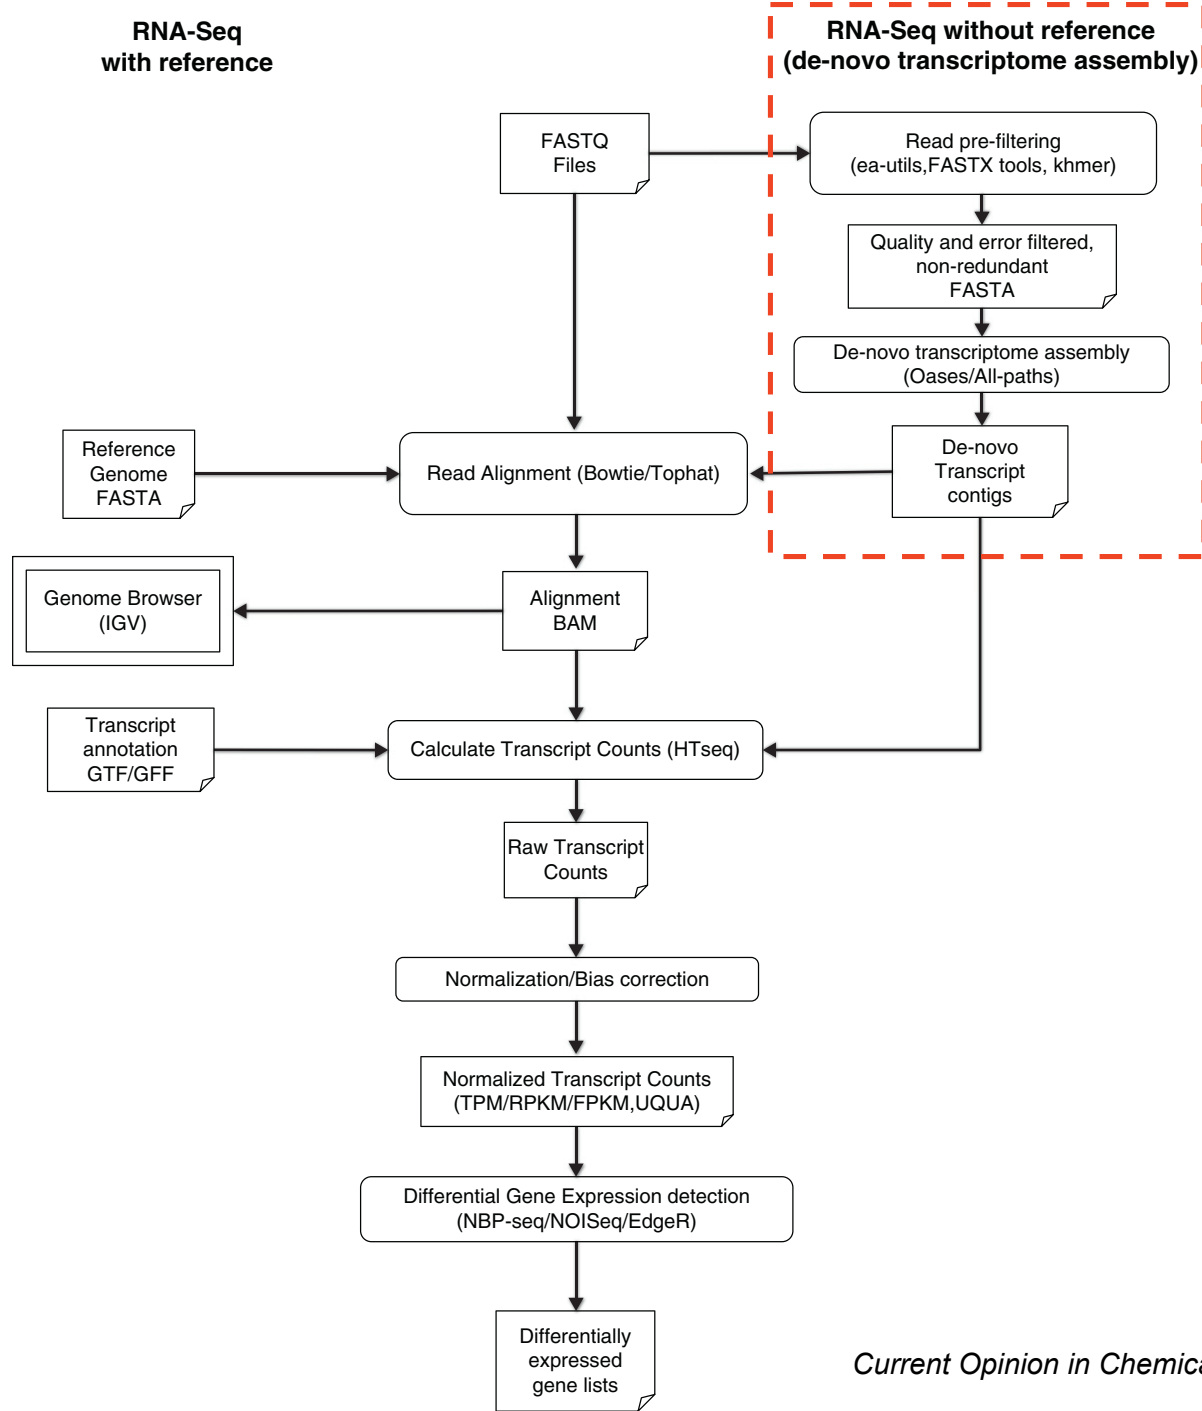 RNA-Seq
with reference
RNA-Seq without reference
(de-novo transcriptome assembly)
FASTQ
Files
Read pre-filtering
(ea-utils,FASTX tools, khmer)
Quality and error filtered,
non-redundant
FASTA
De-novo transcriptome assembly
(Oases/All-paths)
De-novo
Transcript
contigs
Reference
Genome
FASTA
Read Alignment (Bowtie/Tophat)
Genome Browser
(IGV)
Alignment
BAM
Transcript
annotation
GTF/GFF
Calculate Transcript Counts (HTseq)
Raw Transcript
Counts
Normalization/Bias correction
Normalized Transcript Counts
(TPM/RPKM/FPKM,UQUA)
Differential Gene Expression detection
(NBP-seq/NOISeq/EdgeR)
Differentially
expressed
gene lists
Current Opinion in Chemica